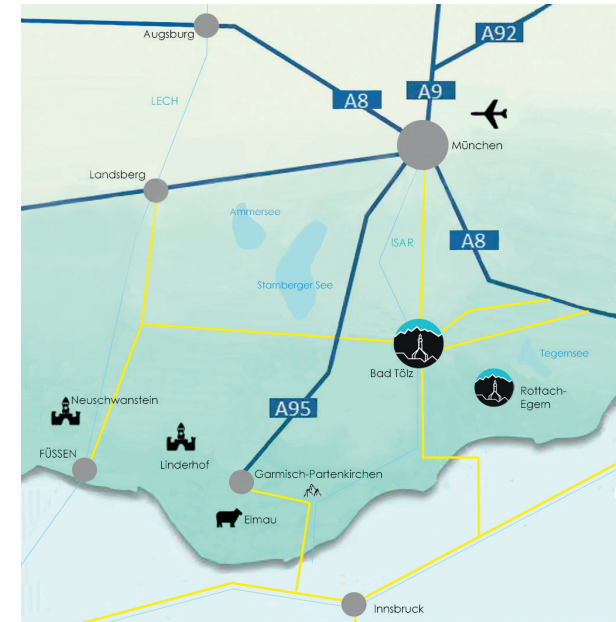 A92
Augsburg
A9
A8
LECH
München
Landsberg
Ammersee
ISAR
A8
Starnberger See
Tegernsee
Bad Tölz
Rottach-
Egern
Neuschwanstein
A95
FÜSSEN
Linderhof
Garmisch-Partenkirchen
Elmau
Innsbruck